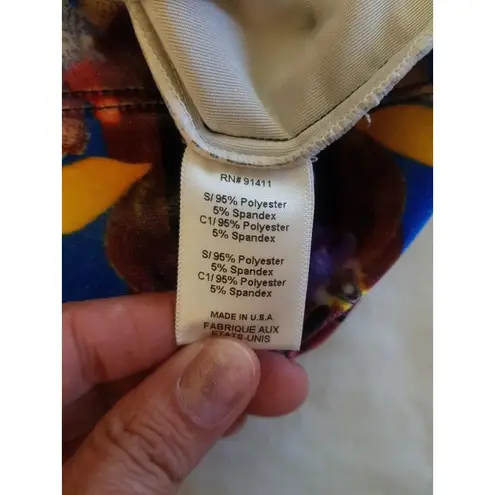 RN# 91411
S/ 95% Polyester
5% Spandex
C1/ 95% Polyester
5% Spandex
S/ 95% Polyester
5% Spandex
C1/ 95% Polyester
5% Spandex
MADE IN U.S.A.
FABRIQUE AUX
ETATS-UNIS